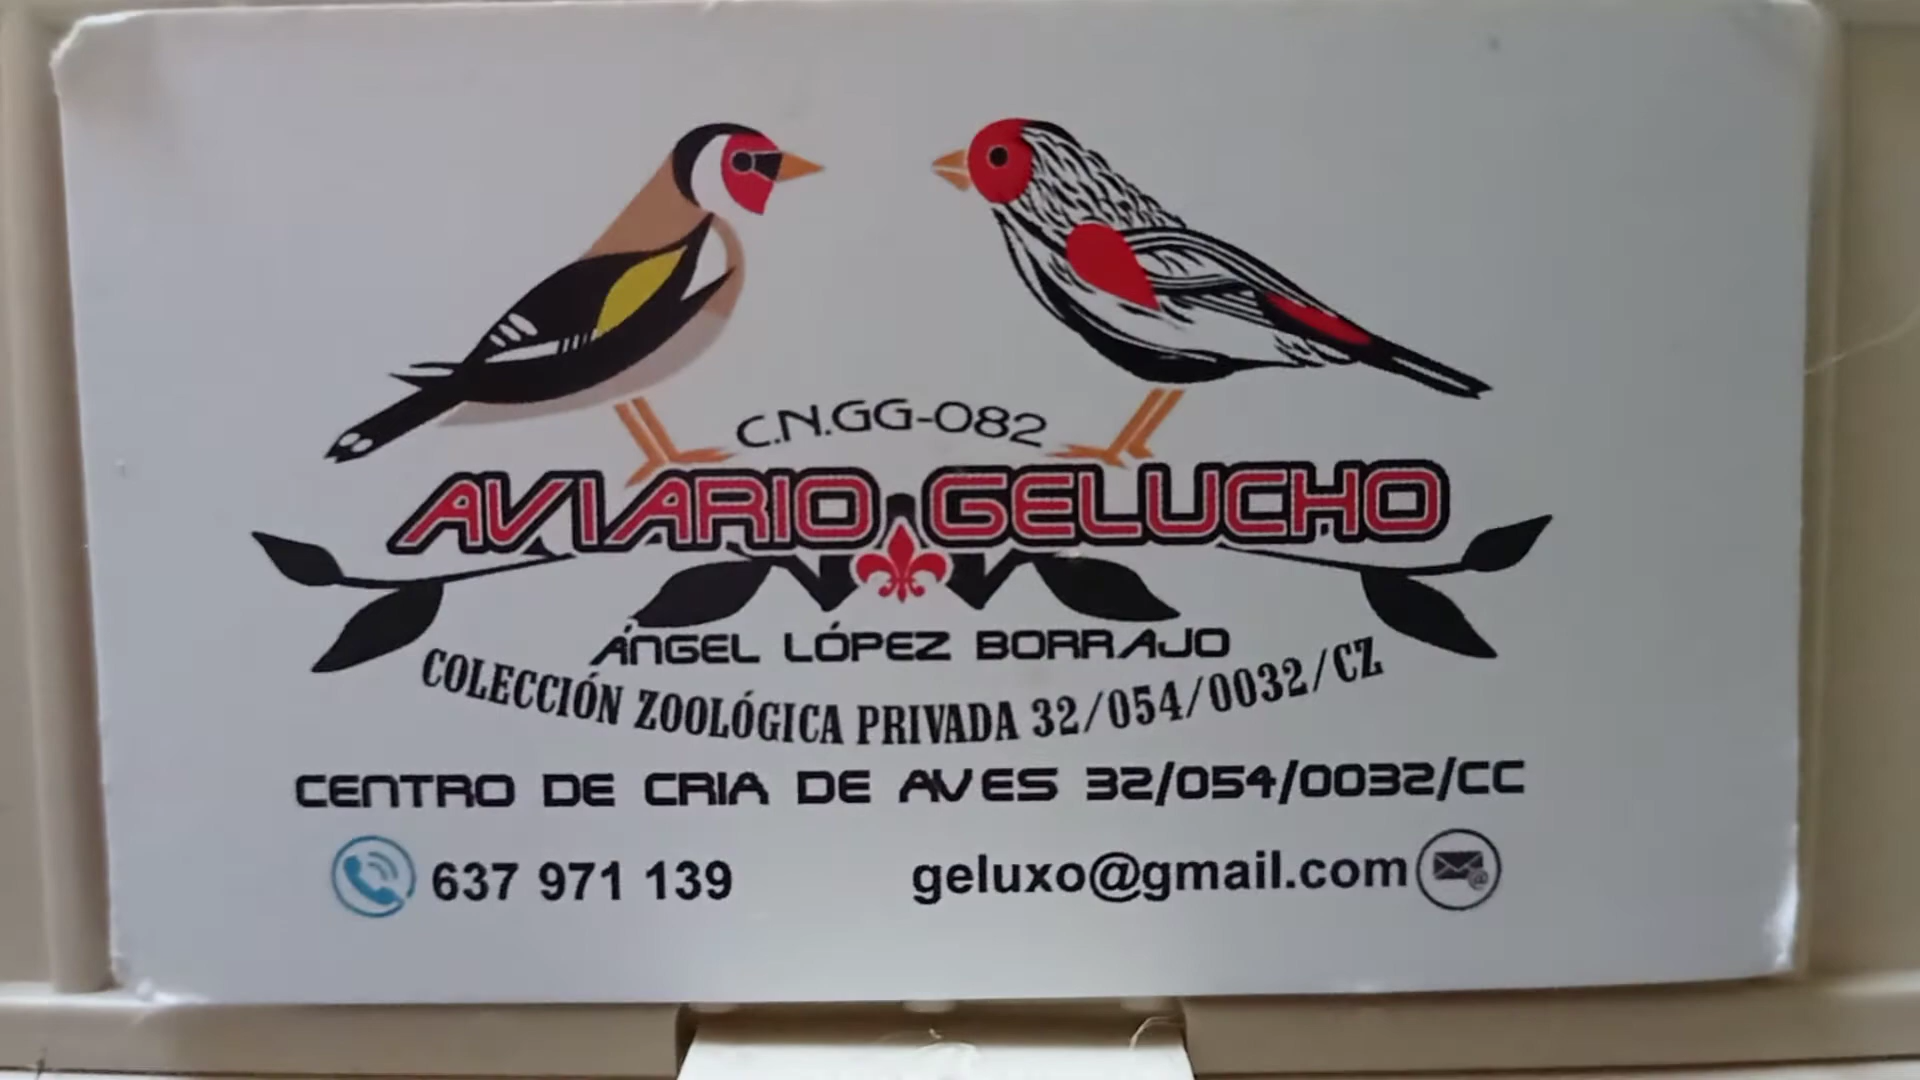 C.N.GG-082
AVIARIO GELUCHO
ÁNGEL LÓPEZ BORRAJO
COLECCIÓN ZOOLÓGICA PRIVADA 32/054/0032/CZ
CENTRO DE CRIA DE AVES 32/054/0032/CC
637 971 139
geluxo@gmail.com